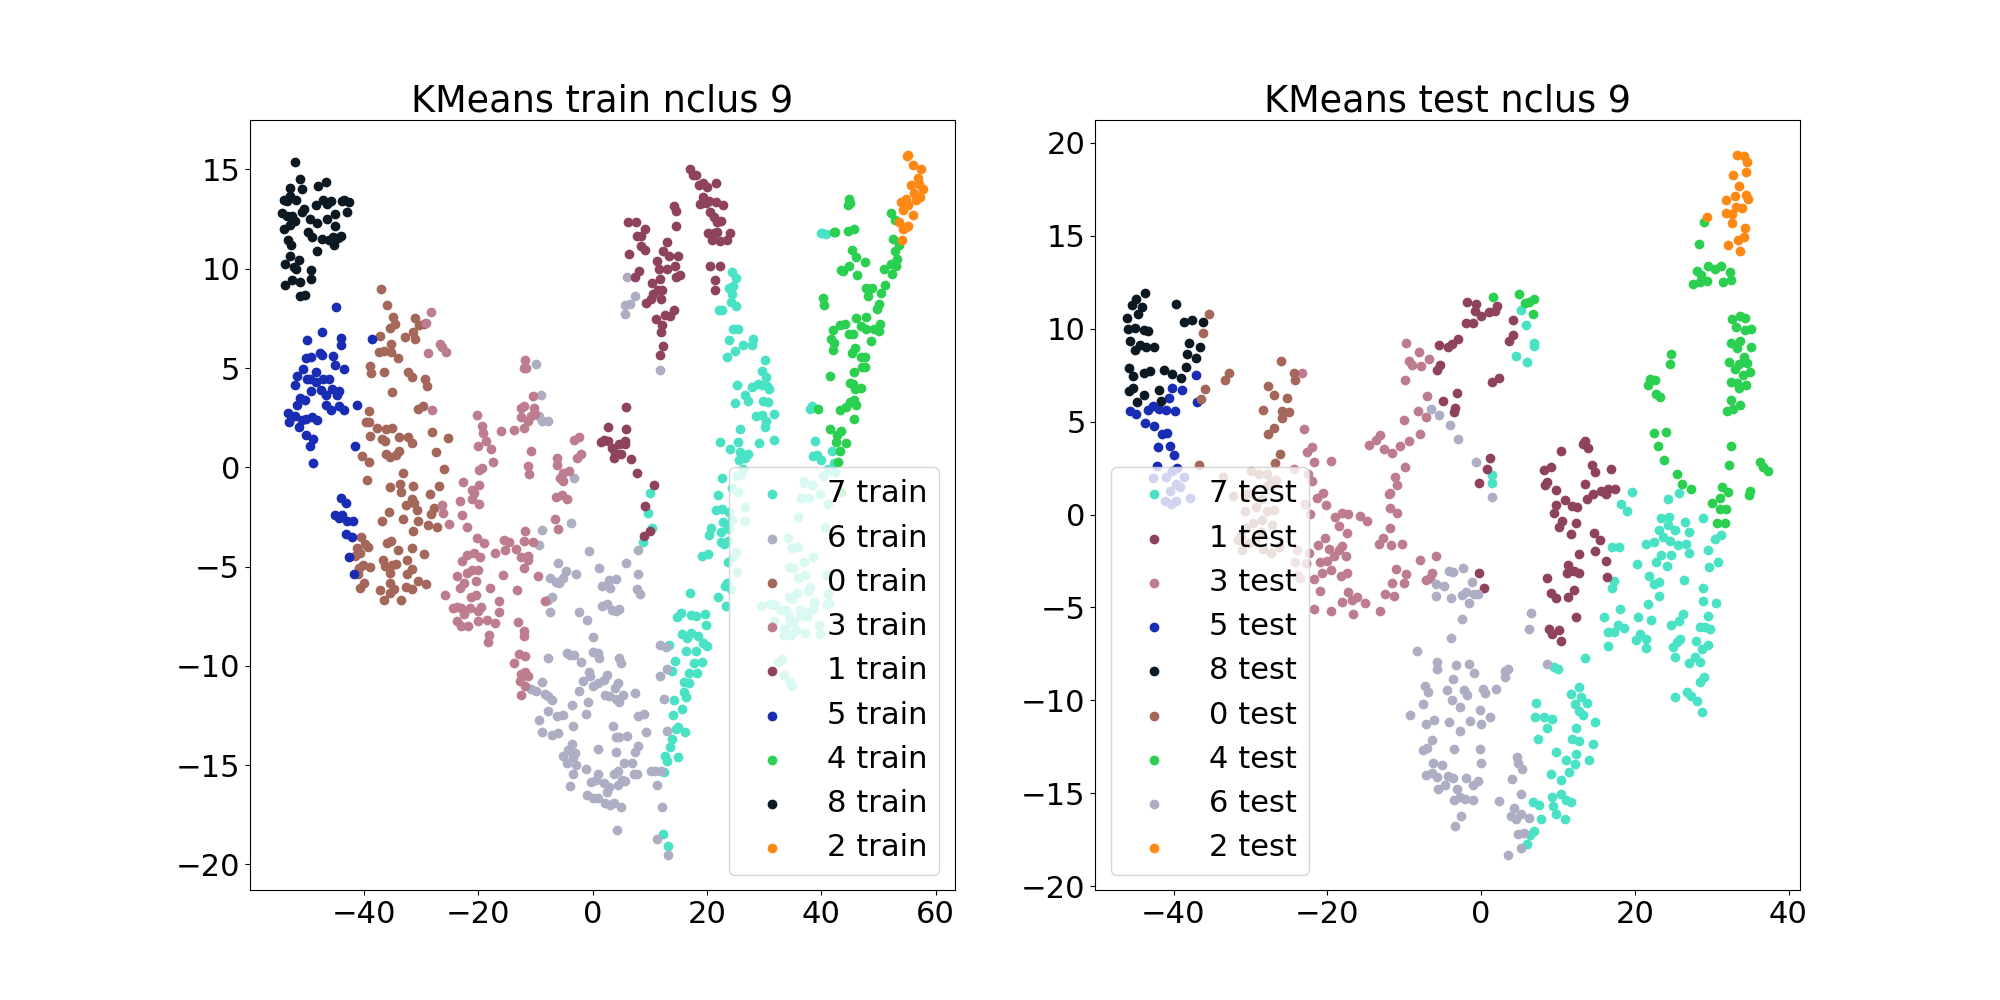 KMeans train nclus 9
15
10
5
0
−5
−10
−15
−20
−40
−20
0
20
40
60
7 train
6 train
0 train
3 train
1 train
5 train
4 train
8 train
2 train
KMeans test nclus 9
20
15
10
5
0
−5
−10
−15
−20
−40
−20
0
20
40
7 test
1 test
3 test
5 test
8 test
0 test
4 test
6 test
2 test